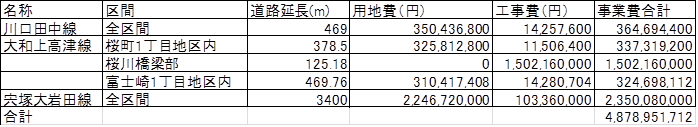 名称 区間 道路延長(m) 用地費(円) 工事費(円) 事業費合計
川口田中線 全区間 469 350,436,800 14,257,600 364,694,400
大和上高津線 桜町1丁目地区内 378.5 325,812,800 11,506,400 337,319,200
桜川橋梁部 125.18 0 1,502,160,000 1,502,160,000
富士崎1丁目地区内 469.76 310,417,408 14,280,704 324,698,112
宍塚大岩田線 全区間 3400 2,246,720,000 103,360,000 2,350,080,000
合計 4,878,951,712